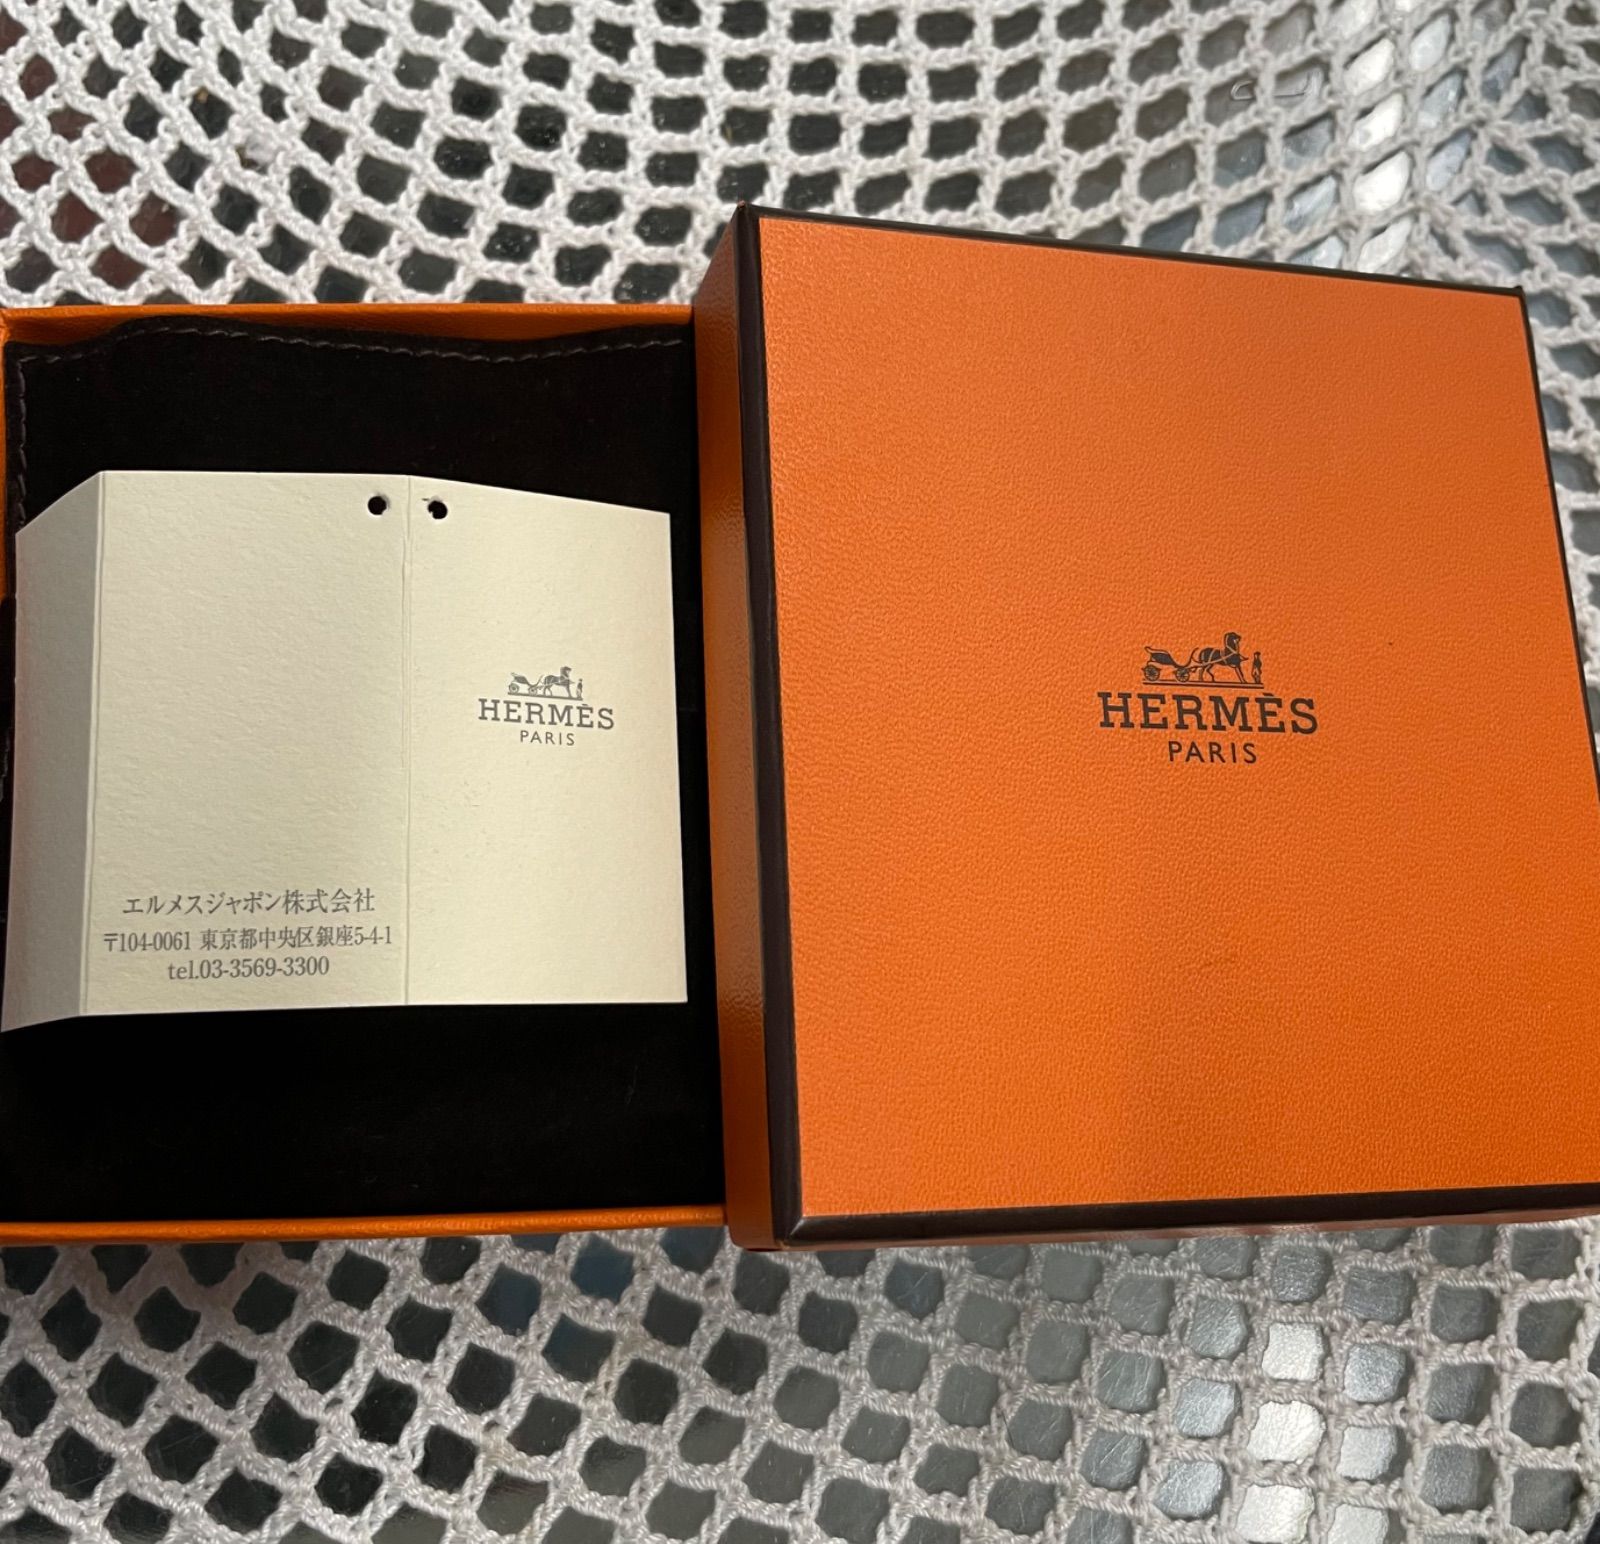 HERMÈS
PARIS
エルメスジャポン株式会社
〒104-0061 東京都中央区銀座5-4-1
tel.03-3569-3300
HERMÈS
PARIS